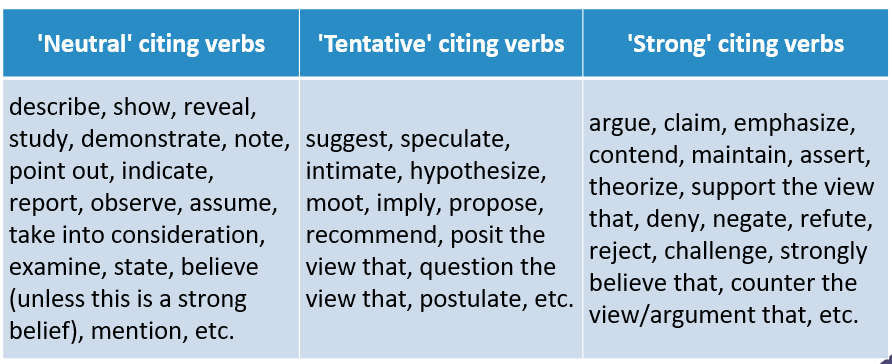 'Neutral' citing verbs
'Tentative' citing verbs
'Strong' citing verbs
describe, show, reveal,
study, demonstrate, note,
point out, indicate,
report, observe, assume,
take into consideration,
examine, state, believe
(unless this is a strong
belief), mention, etc.
suggest, speculate,
intimate, hypothesize,
moot, imply, propose,
recommend, posit the
view that, question the
view that, postulate, etc.
argue, claim, emphasize,
contend, maintain, assert,
theorize, support the view
that, deny, negate, refute,
reject, challenge, strongly
believe that, counter the
view/argument that, etc.